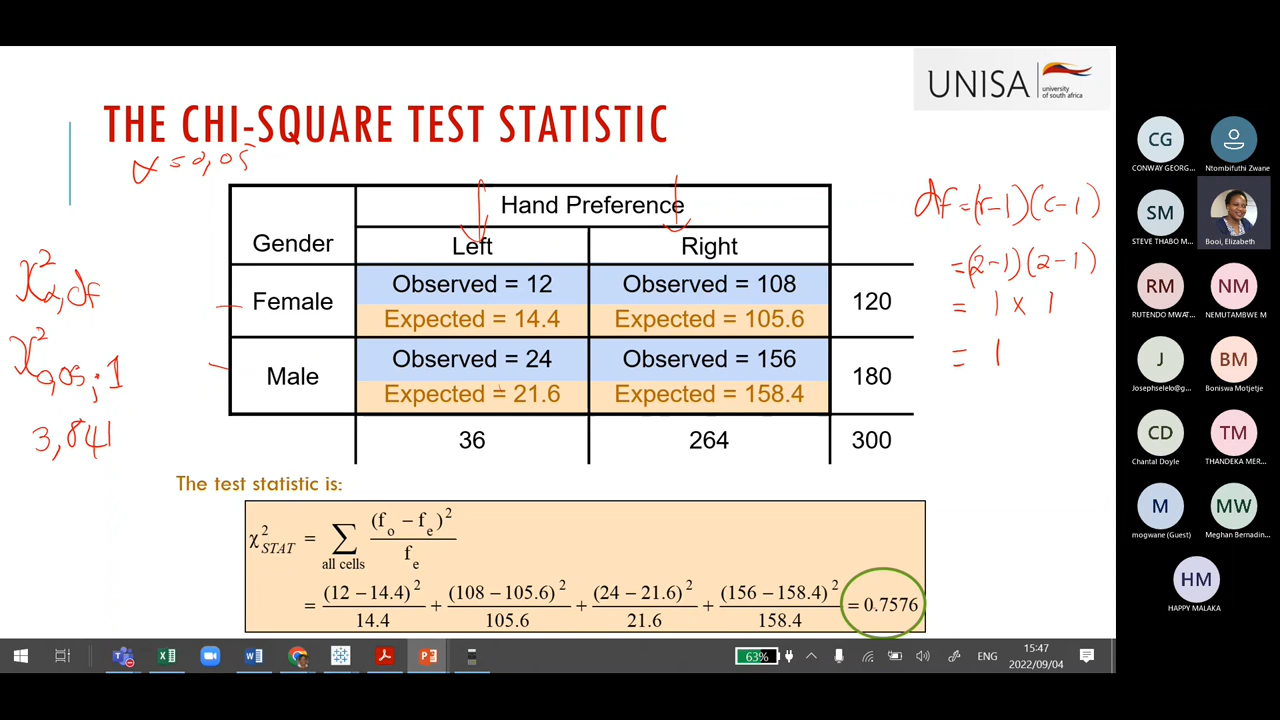 UNISA
university
of south africa
THE CHI-SQUARE TEST STATISTIC
α = 0,05
Hand Preference
Gender
Left
Right
Female
Observed = 12
Observed = 108
120
Expected = 14.4
Expected = 105.6
Male
Observed = 24
Observed = 156
180
Expected = 21.6
Expected = 158.4
36
264
300
χ²α,df
χ²0,05;1
3,841
df = (r-1)(c-1)
= (2-1)(2-1)
= 1 x 1
= 1
The test statistic is:
χ²STAT = ∑ all cells (fo – fe)² / fe
= (12 – 14.4)² / 14.4 + (108 – 105.6)² / 105.6 + (24 – 21.6)² / 21.6 + (156 – 158.4)² / 158.4 = 0.7576
CG
CONWAY GEORG...
Ntombifuthi Zwane
SM
STEVE THABO M...
Booi, Elizabeth
RM
RUTENDO MWAT...
NM
NEMUTAMBWE M
J
Josephselelo@g...
BM
Boniswa Motjetje
CD
Chantal Doyle
TM
THANDEKA MER...
M
mogwane (Guest)
MW
Meghan Bernadin...
HM
HAPPY MALAKA
63%
ENG
15:47
2022/09/04